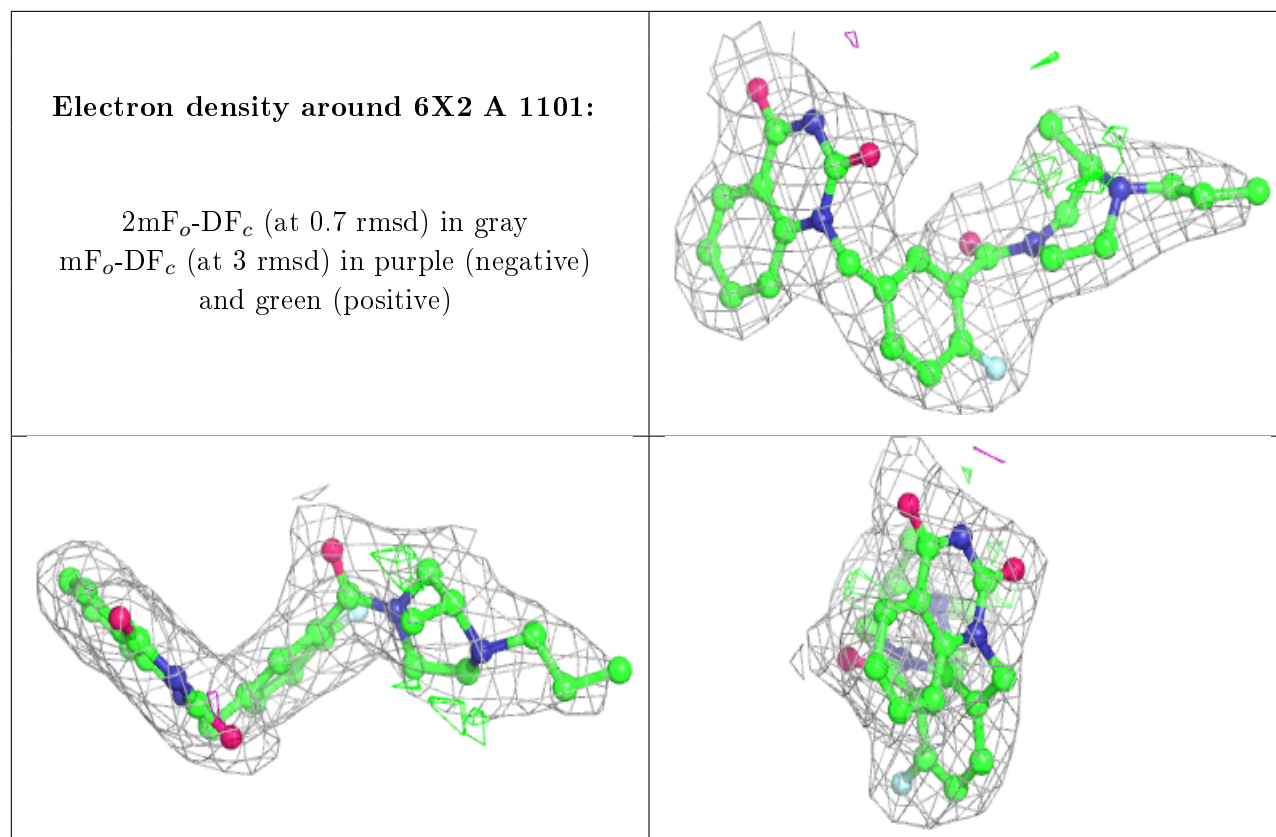 Electron density around 6X2 A 1101:
2mFo-DFc (at 0.7 rmsd) in gray
mFo-DFc (at 3 rmsd) in purple (negative)
and green (positive)